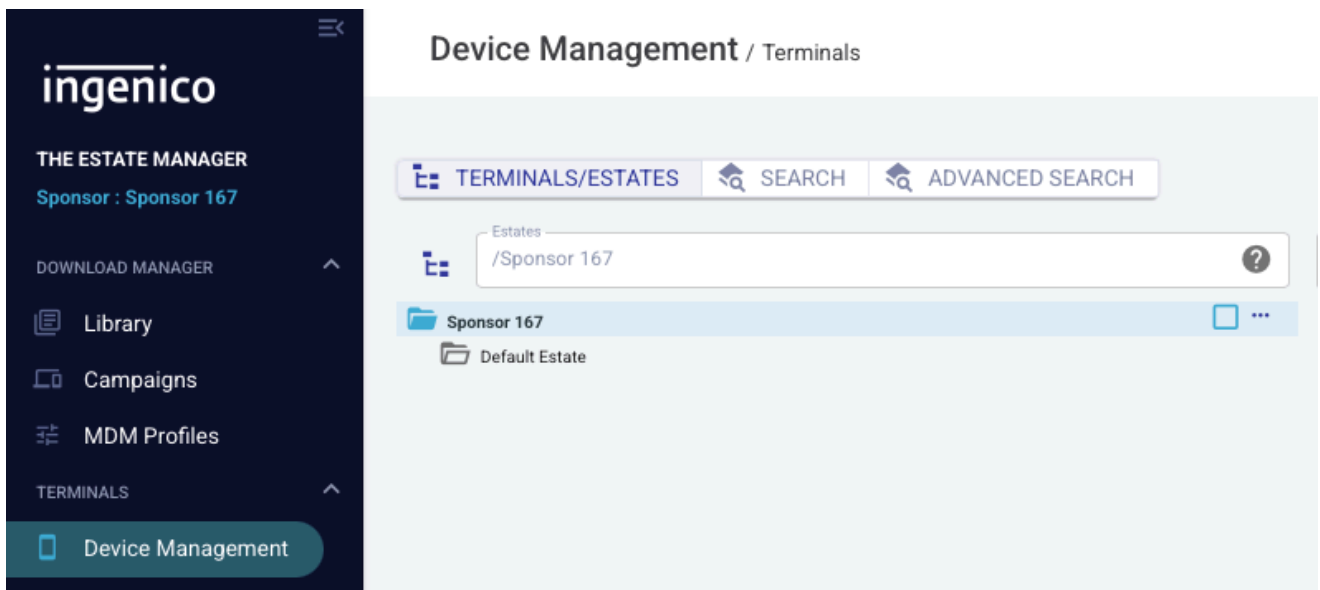 ingenico
THE ESTATE MANAGER
Sponsor : Sponsor 167
DOWNLOAD MANAGER
Library
Campaigns
MDM Profiles
TERMINALS
Device Management
Device Management / Terminals
TERMINALS/ESTATES
SEARCH
ADVANCED SEARCH
Estates
/Sponsor 167
?
Sponsor 167
...
Default Estate